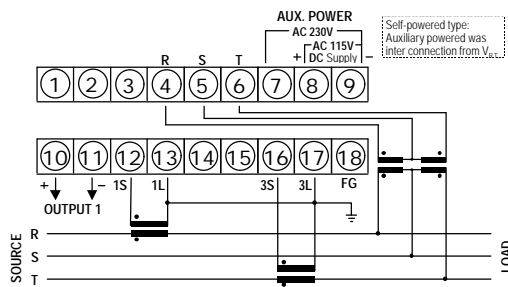 AUX. POWER
AC 230V
AC 115V
+ DC Supply −
Self-powered type:
Auxiliary powered was
inter connection from VRT
R S T
1 2 3 4 5 6 7 8 9
10 11 12 13 14 15 16 17 18
+ − 1S 1L 3S 3L FG
OUTPUT 1
SOURCE
R
S
T
LOAD